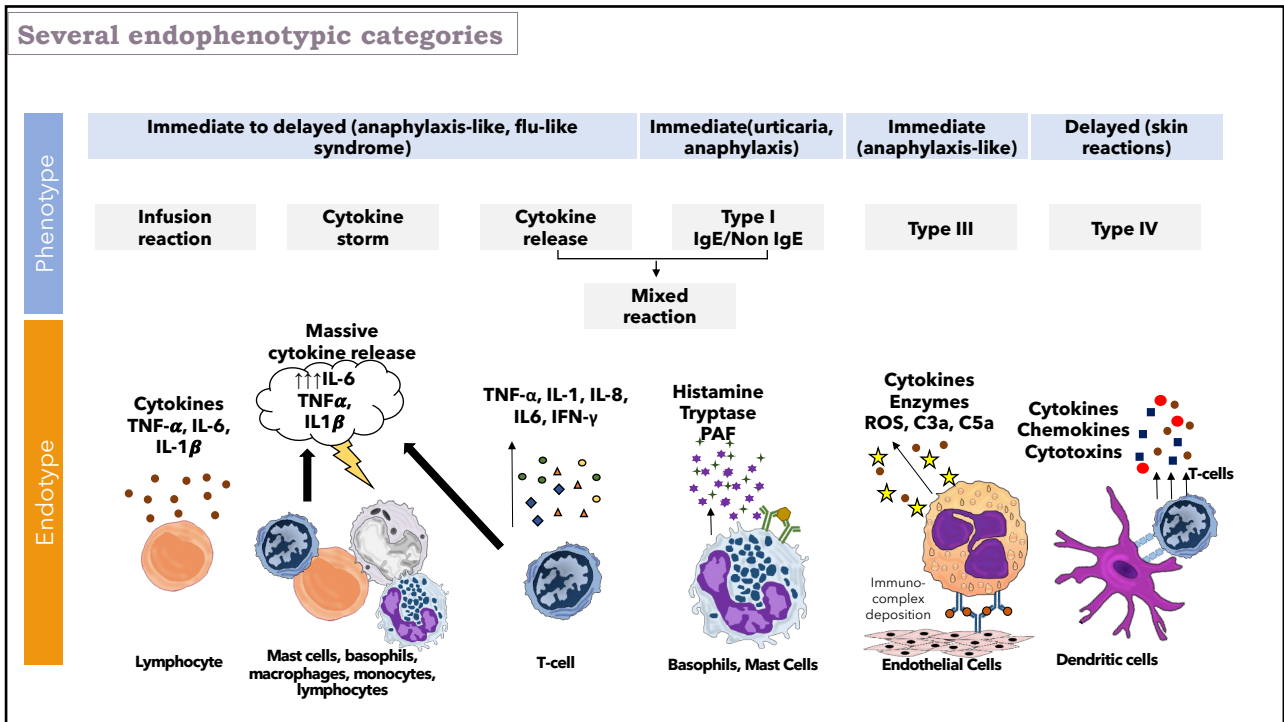 Several endophenotypic categories
Phenotype
Immediate to delayed (anaphylaxis-like, flu-like
syndrome)
Immediate(urticaria,
anaphylaxis)
Immediate
(anaphylaxis-like)
Delayed (skin
reactions)
Infusion
reaction
Cytokine
storm
Cytokine
release
Type I
IgE/Non IgE
Type III
Type IV
Mixed
reaction
Endotype
Cytokines
TNF-α, IL-6,
IL-1β
Lymphocyte
Massive
cytokine release
↑↑↑IL-6
TNFα,
IL1β
Mast cells, basophils,
macrophages, monocytes,
lymphocytes
TNF-α, IL-1, IL-8,
IL6, IFN-γ
T-cell
Histamine
Tryptase
PAF
Basophils, Mast Cells
Cytokines
Enzymes
ROS, C3a, C5a
Immuno-
complex
deposition
Endothelial Cells
Cytokines
Chemokines
Cytotoxins
T-cells
Dendritic cells